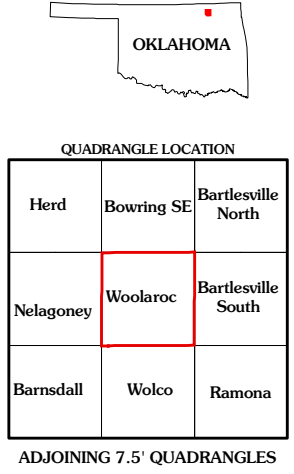 OKLAHOMA
QUADRANGLE LOCATION
Herd
Bowring SE
Bartlesville
North
Nelagoney
Woolaroc
Bartlesville
South
Barnsdall
Wolco
Ramona
ADJOINING 7.5' QUADRANGLES